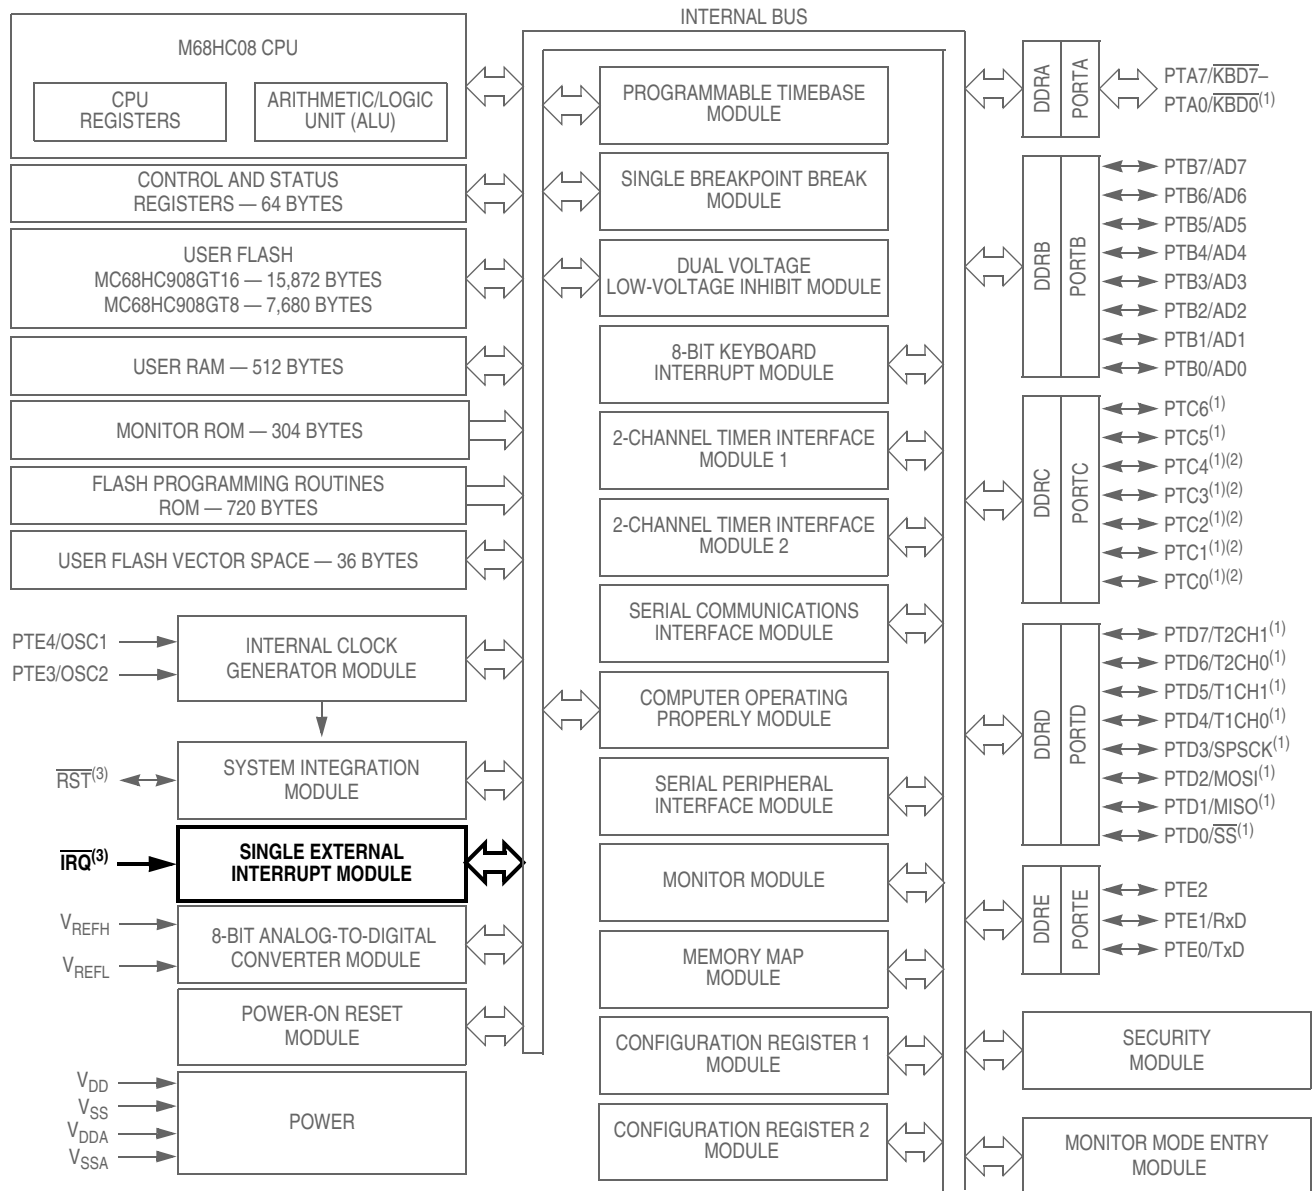 INTERNAL BUS
M68HC08 CPU
CPU
REGISTERS
ARITHMETIC/LOGIC
UNIT (ALU)
CONTROL AND STATUS
REGISTERS — 64 BYTES
USER FLASH
MC68HC908GT16 — 15,872 BYTES
MC68HC908GT8 — 7,680 BYTES
USER RAM — 512 BYTES
MONITOR ROM — 304 BYTES
FLASH PROGRAMMING ROUTINES
ROM — 720 BYTES
USER FLASH VECTOR SPACE — 36 BYTES
PTE4/OSC1
PTE3/OSC2
INTERNAL CLOCK
GENERATOR MODULE
RST(3)
SYSTEM INTEGRATION
MODULE
IRQ(3)
SINGLE EXTERNAL
INTERRUPT MODULE
VREFH
VREFL
8-BIT ANALOG-TO-DIGITAL
CONVERTER MODULE
POWER-ON RESET
MODULE
VDD
VSS
VDDA
VSSA
POWER
PROGRAMMABLE TIMEBASE
MODULE
SINGLE BREAKPOINT BREAK
MODULE
DUAL VOLTAGE
LOW-VOLTAGE INHIBIT MODULE
8-BIT KEYBOARD
INTERRUPT MODULE
2-CHANNEL TIMER INTERFACE
MODULE 1
2-CHANNEL TIMER INTERFACE
MODULE 2
SERIAL COMMUNICATIONS
INTERFACE MODULE
COMPUTER OPERATING
PROPERLY MODULE
SERIAL PERIPHERAL
INTERFACE MODULE
MONITOR MODULE
MEMORY MAP
MODULE
CONFIGURATION REGISTER 1
MODULE
CONFIGURATION REGISTER 2
MODULE
DDRA
PORTA
PTA7/KBD7–
PTA0/KBD0(1)
DDRB
PORTB
PTB7/AD7
PTB6/AD6
PTB5/AD5
PTB4/AD4
PTB3/AD3
PTB2/AD2
PTB1/AD1
PTB0/AD0
DDRC
PORTC
PTC6(1)
PTC5(1)
PTC4(1)(2)
PTC3(1)(2)
PTC2(1)(2)
PTC1(1)(2)
PTC0(1)(2)
DDRD
PORTD
PTD7/T2CH1(1)
PTD6/T2CH0(1)
PTD5/T1CH1(1)
PTD4/T1CH0(1)
PTD3/SPSCK(1)
PTD2/MOSI(1)
PTD1/MISO(1)
PTD0/SS(1)
DDRE
PORTE
PTE2
PTE1/RxD
PTE0/TxD
SECURITY
MODULE
MONITOR MODE ENTRY
MODULE